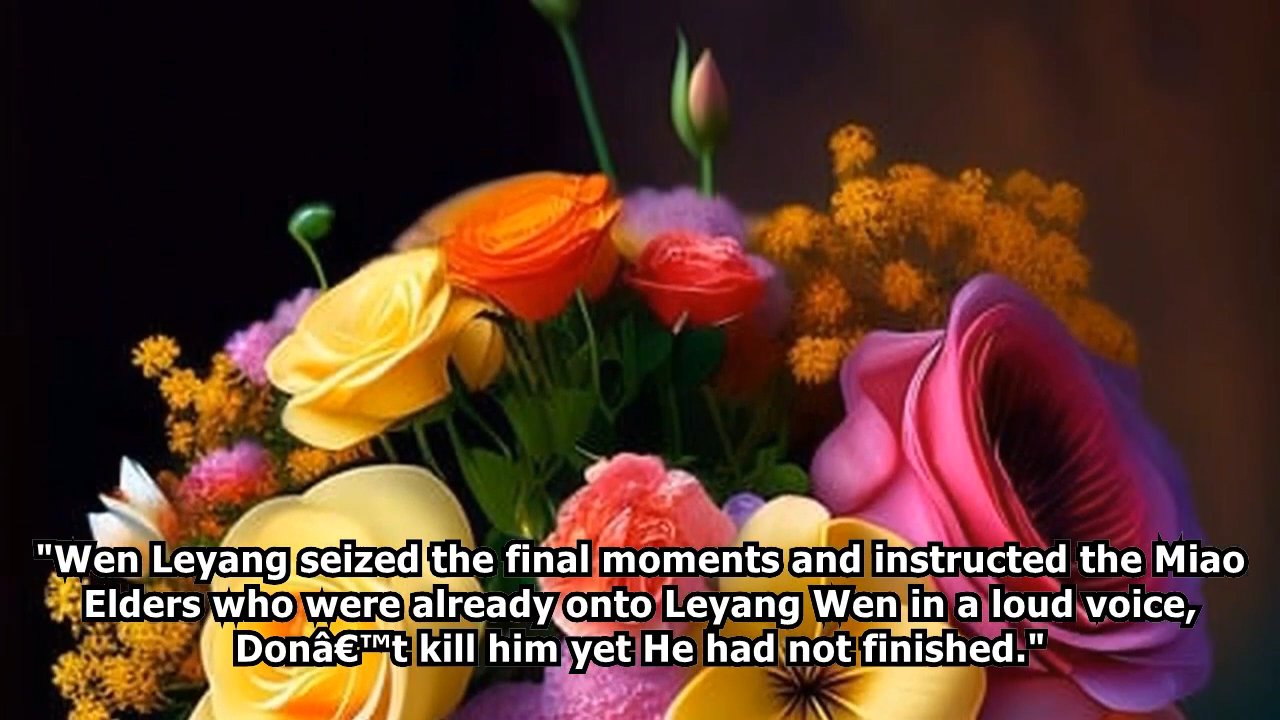 "Wen Leyang seized the final moments and instructed the Miao
Elders who were already onto Leyang Wen in a loud voice,
Donâ€™t kill him yet He had not finished."